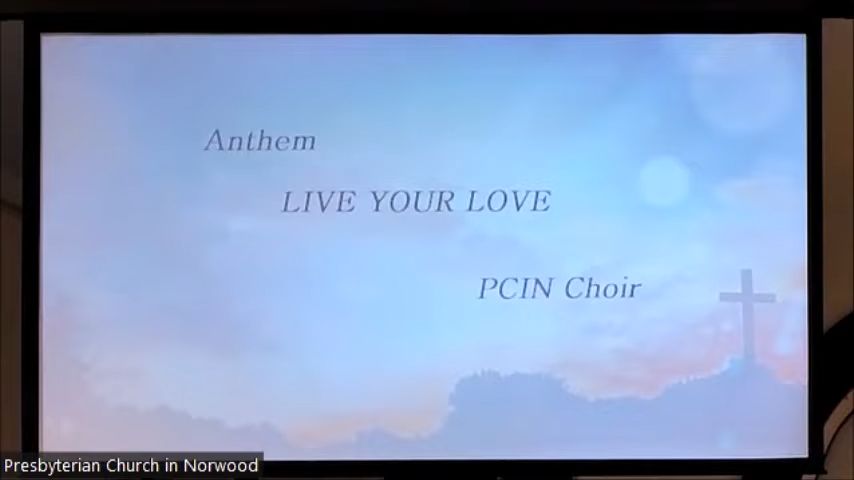 Anthem
LIVE YOUR LOVE
PCIN Choir
Presbyterian Church in Norwood